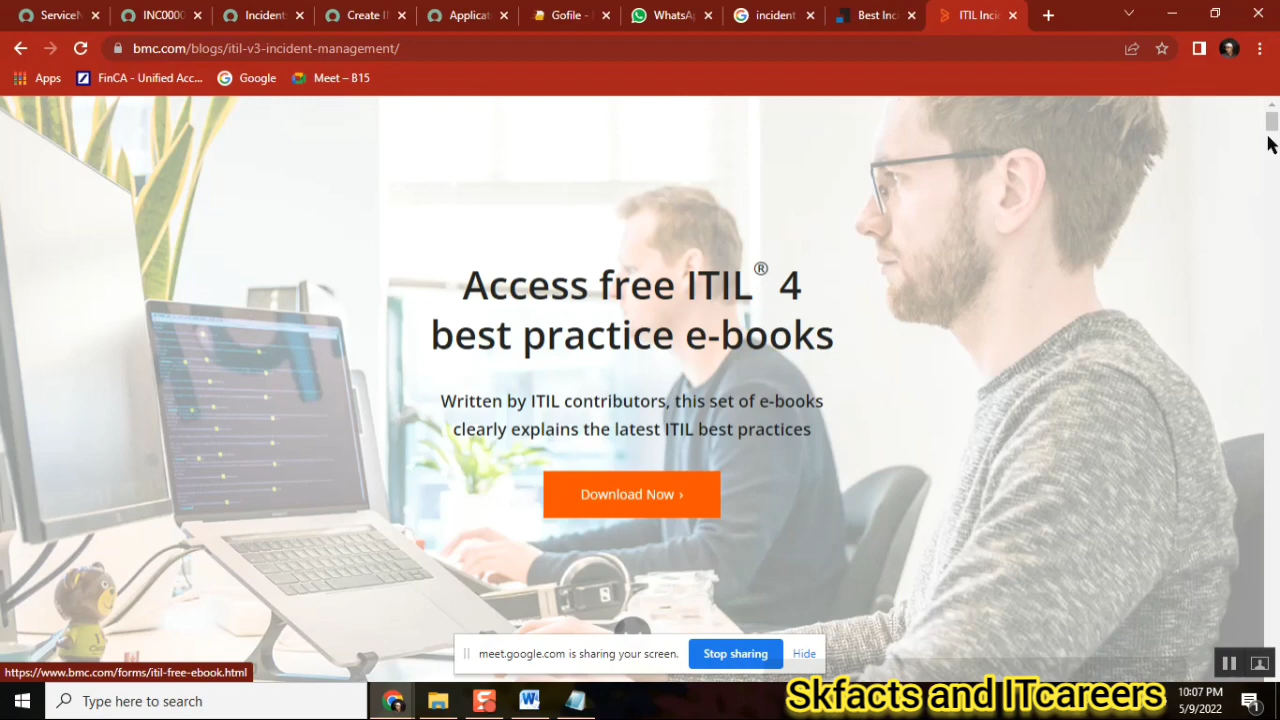 ServiceN
INC0000
Incident
Create I
Applicat
Gofile -
WhatsAp
incident
Best Inc
ITIL Inci
bmc.com/blogs/itil-v3-incident-management/
Apps
FinCA - Unified Acc...
Google
Meet – B15
Access free ITIL® 4
best practice e-books
Written by ITIL contributors, this set of e-books
clearly explains the latest ITIL best practices
Download Now ›
meet.google.com is sharing your screen.
Stop sharing
Hide
https://www.bmc.com/forms/itil-free-ebook.html
Type here to search
Skfacts and ITcareers
10:07 PM
5/9/2022
1